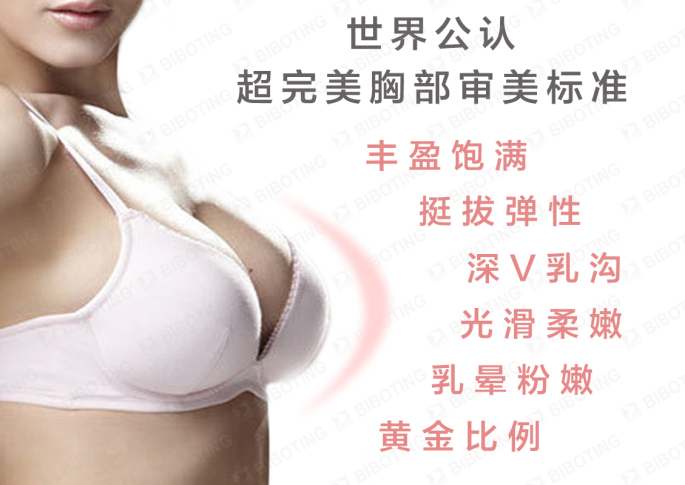 世界公认
超完美胸部审美标准
丰盈饱满
挺拔弹性
深V乳沟
光滑柔嫩
乳晕粉嫩
黄金比例
BIBOTING